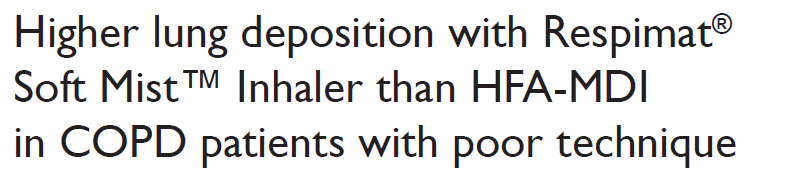 Higher lung deposition with Respimat®
Soft Mist™ Inhaler than HFA-MDI
in COPD patients with poor technique